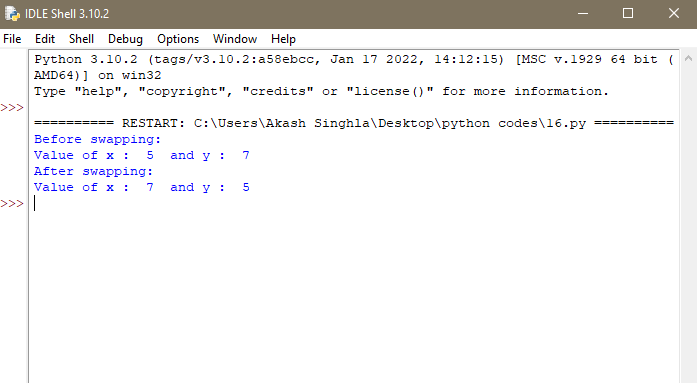 IDLE Shell 3.10.2
File Edit Shell Debug Options Window Help
Python 3.10.2 (tags/v3.10.2:a58ebcc, Jan 17 2022, 14:12:15) [MSC v.1929 64 bit (
AMD64)] on win32
Type "help", "copyright", "credits" or "license()" for more information.
>>>
========== RESTART: C:\Users\Akash Singhla\Desktop\python codes\16.py ==========
Before swapping:
Value of x :  5  and y :  7
After swapping:
Value of x :  7  and y :  5
>>>